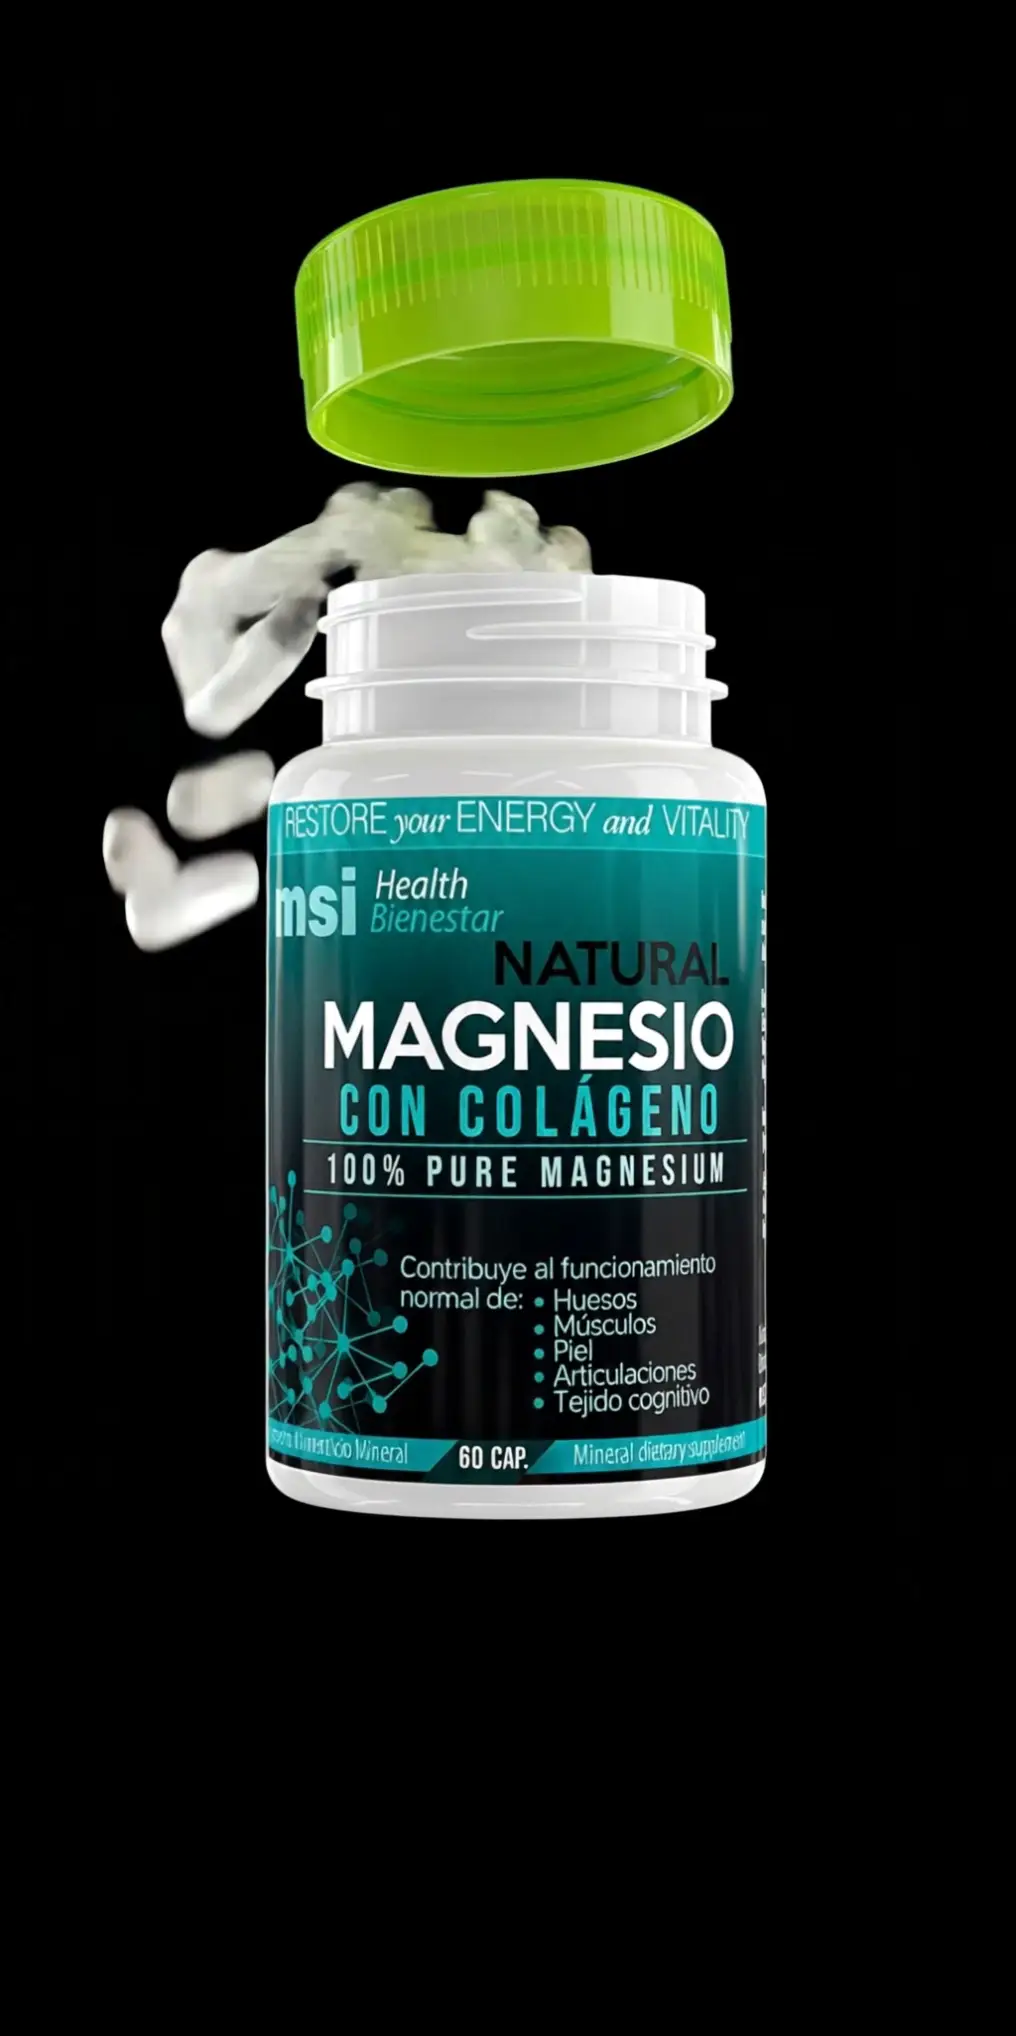 RESTORE your ENERGY and VITALITY
msi Health
Bienestar
NATURAL
MAGNESIO
CON COLÁGENO
100% PURE MAGNESIUM
Contribuye al funcionamiento
normal de: • Huesos
• Músculos
• Piel
• Articulaciones
• Tejido cognitivo
Mineral 60 CAP. Mineral dietary supplement